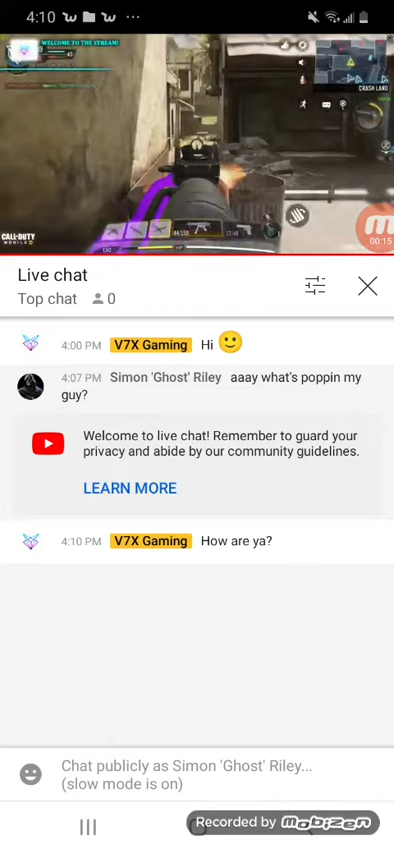 4:10
WELCOME TO THE STREAM!
45
CRASH LAND
CALL·DUTY
MOBILE
00:15
Live chat
Top chat 0
4:00 PM V7X Gaming Hi 🙂
4:07 PM Simon 'Ghost' Riley aaay what's poppin my
guy?
Welcome to live chat! Remember to guard your
privacy and abide by our community guidelines.
LEARN MORE
4:10 PM V7X Gaming How are ya?
Chat publicly as Simon 'Ghost' Riley...
(slow mode is on)
Recorded by mobizen